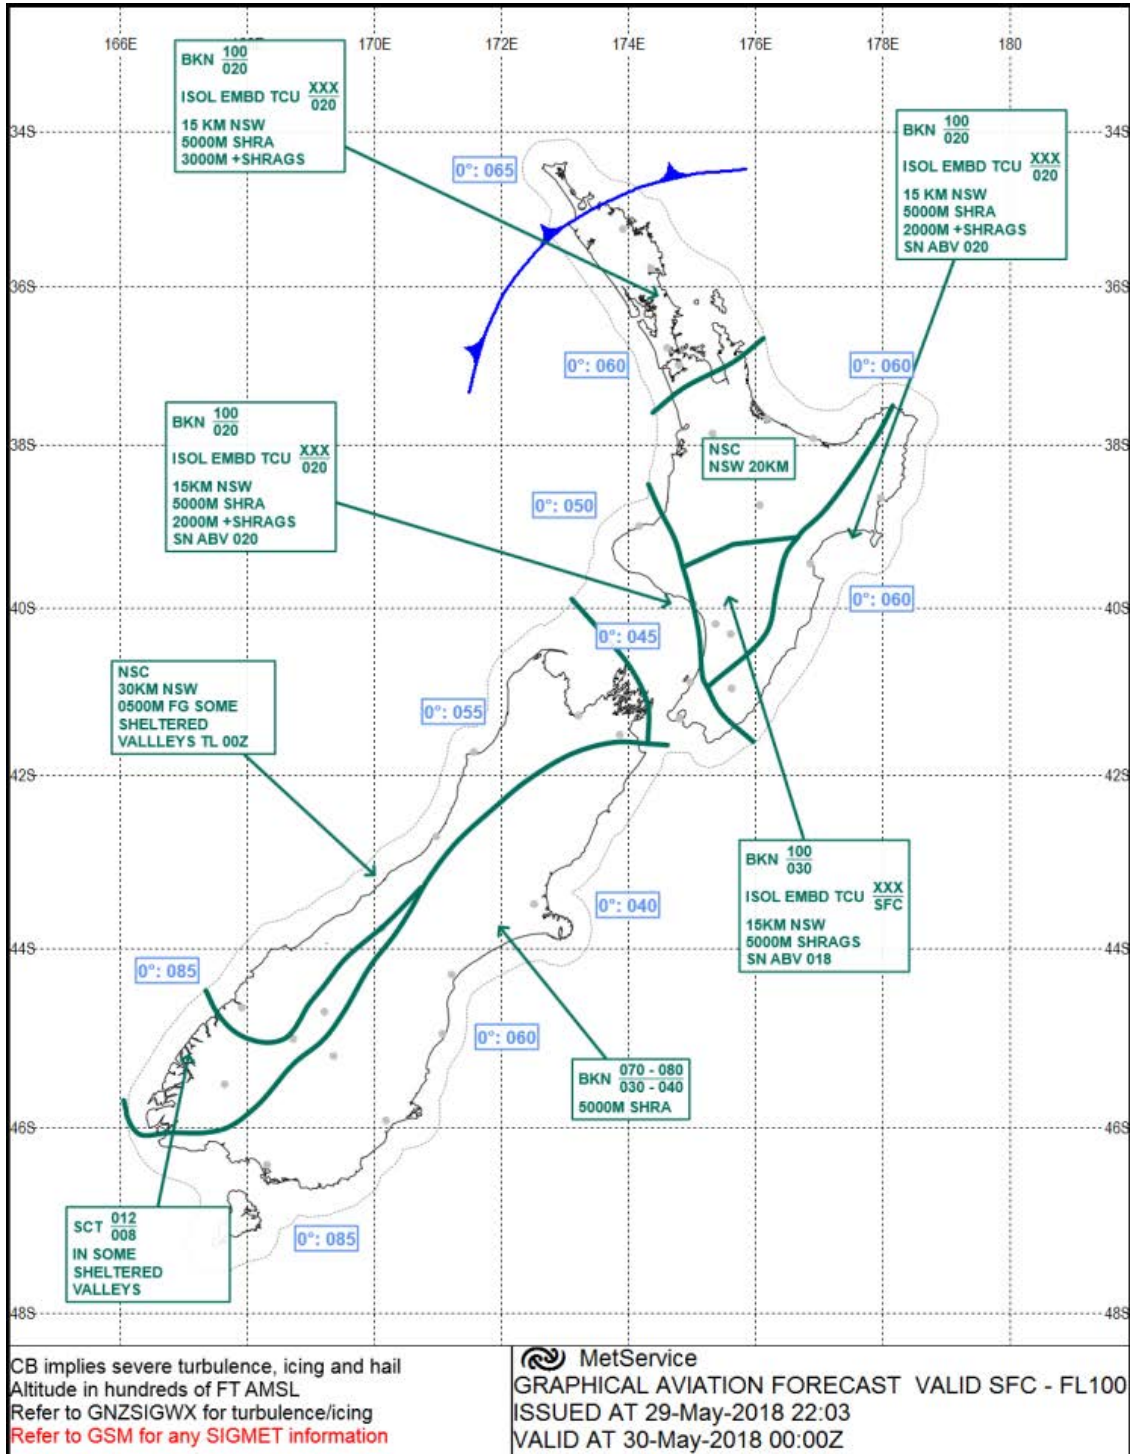 166E 168E 170E 172E 174E 176E 178E 180
BKN 100
020
ISOL EMBD TCU XXX
020
15 KM NSW
5000M SHRA
3000M +SHRAGS
BKN 100
020
ISOL EMBD TCU XXX
020
15 KM NSW
5000M SHRA
2000M +SHRAGS
SN ABV 020
34S 34S
0°: 065
36S 36S
0°: 060
0°: 060
BKN 100
020
ISOL EMBD TCU XXX
020
15KM NSW
5000M SHRA
2000M +SHRAGS
SN ABV 020
38S 38S
NSC
NSW 20KM
0°: 050
0°: 060
40S 40S
0°: 045
NSC
30KM NSW
0500M FG SOME
SHELTERED
VALLLEYS TL 00Z
0°: 055
42S 42S
BKN 100
030
ISOL EMBD TCU XXX
SFC
15KM NSW
5000M SHRAGS
SN ABV 018
0°: 040
44S 44S
0°: 085
0°: 060
BKN 070 - 080
030 - 040
5000M SHRA
46S 46S
SCT 012
008
IN SOME
SHELTERED
VALLEYS
0°: 085
48S 48S
CB implies severe turbulence, icing and hail
Altitude in hundreds of FT AMSL
Refer to GNZSIGWX for turbulence/icing
Refer to GSM for any SIGMET information
MetService
GRAPHICAL AVIATION FORECAST VALID SFC - FL100
ISSUED AT 29-May-2018 22:03
VALID AT 30-May-2018 00:00Z